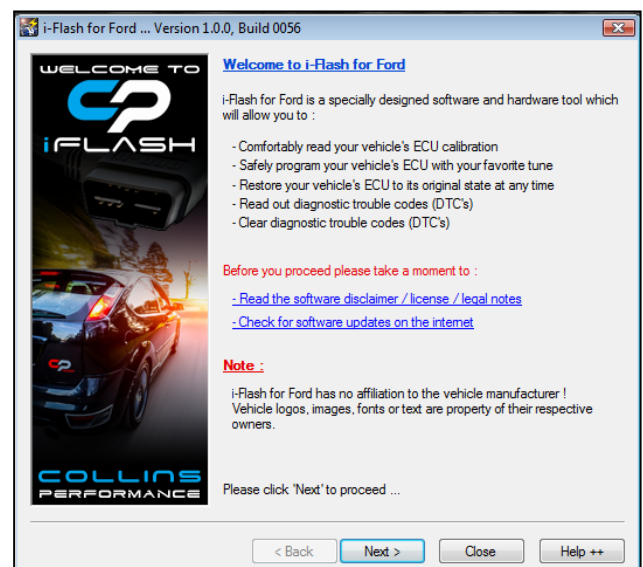 i-Flash for Ford ... Version 1.0.0, Build 0056
WELCOME TO
CP
iFLASH
COLLINS
PERFORMANCE
Welcome to i-Flash for Ford
i-Flash for Ford is a specially designed software and hardware tool which
will allow you to :
- Comfortably read your vehicle's ECU calibration
- Safely program your vehicle's ECU with your favorite tune
- Restore your vehicle's ECU to its original state at any time
- Read out diagnostic trouble codes (DTC's)
- Clear diagnostic trouble codes (DTC's)
Before you proceed please take a moment to :
- Read the software disclaimer / license / legal notes
- Check for software updates on the internet
Note :
i-Flash for Ford has no affiliation to the vehicle manufacturer !
Vehicle logos, images, fonts or text are property of their respective
owners.
Please click 'Next' to proceed ...
< Back Next > Close Help ++